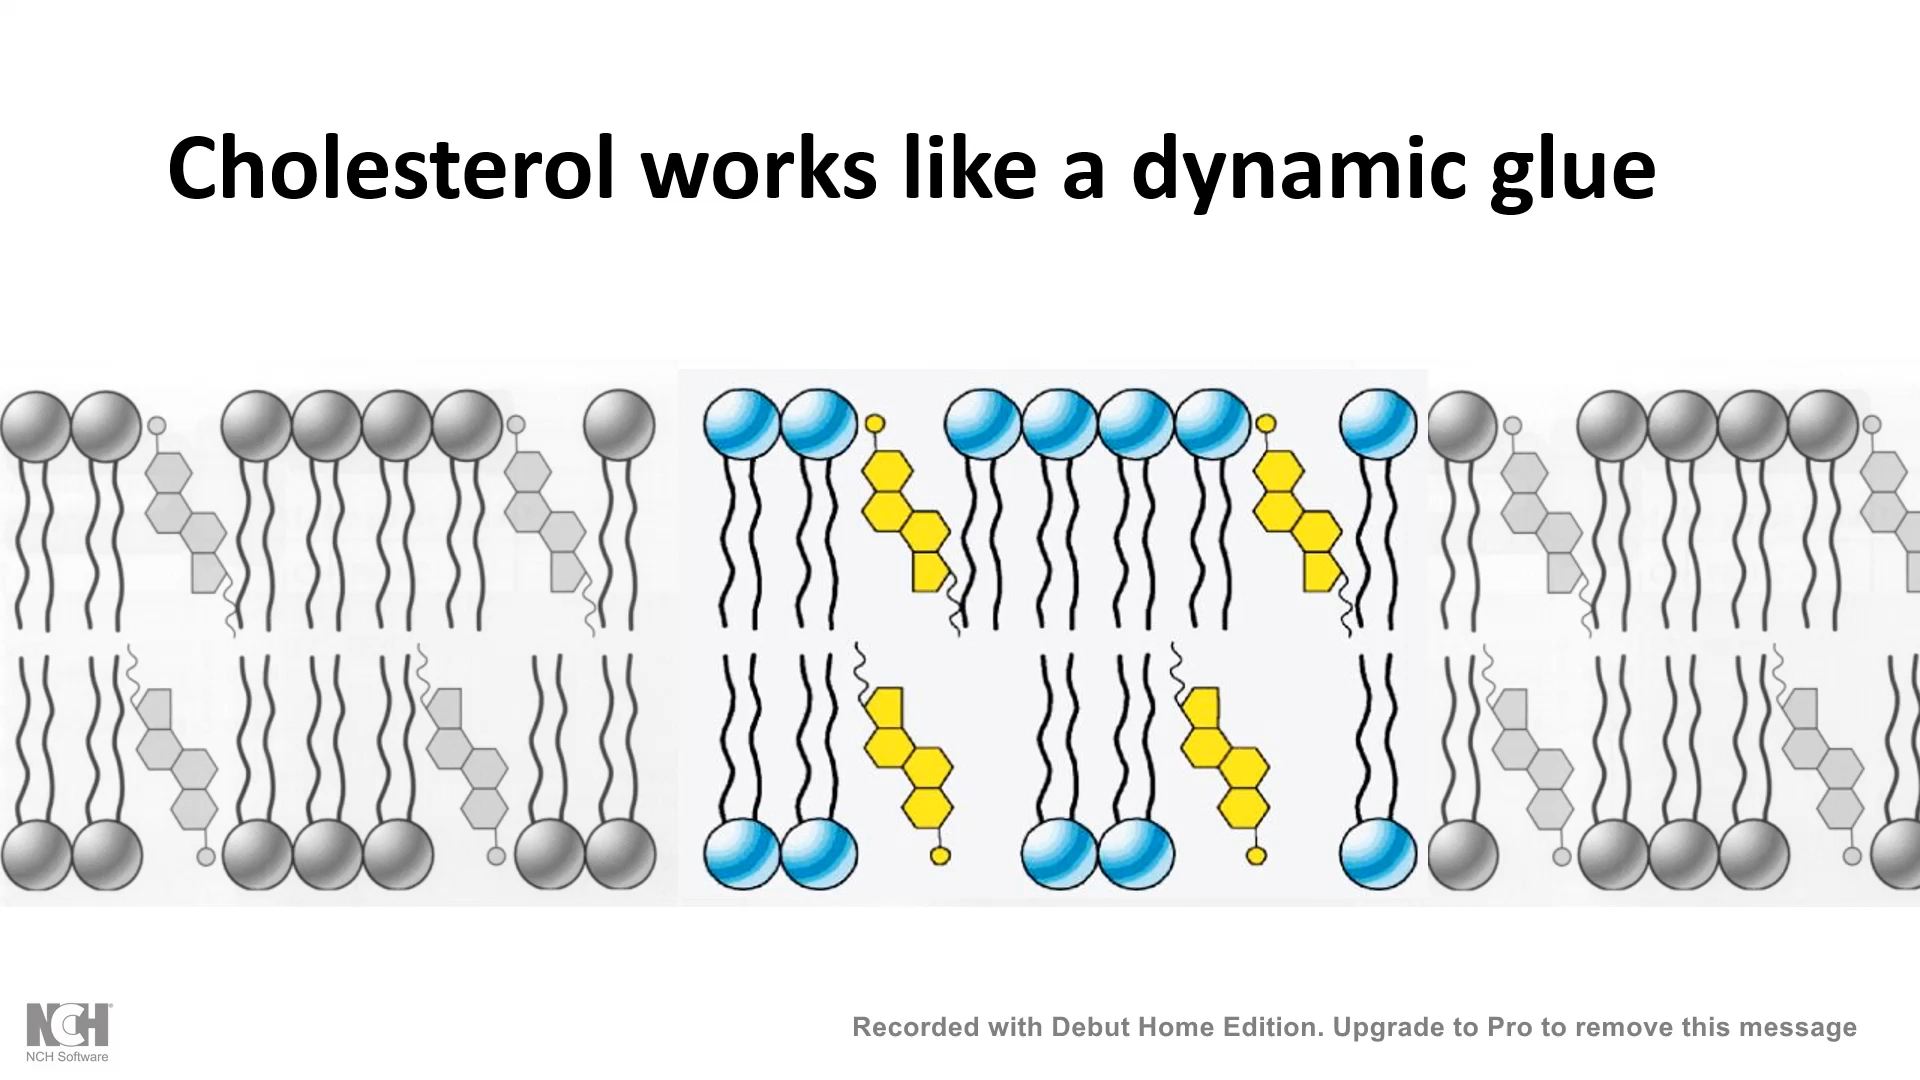 Cholesterol works like a dynamic glue
NCH
NCH Software
Recorded with Debut Home Edition. Upgrade to Pro to remove this message